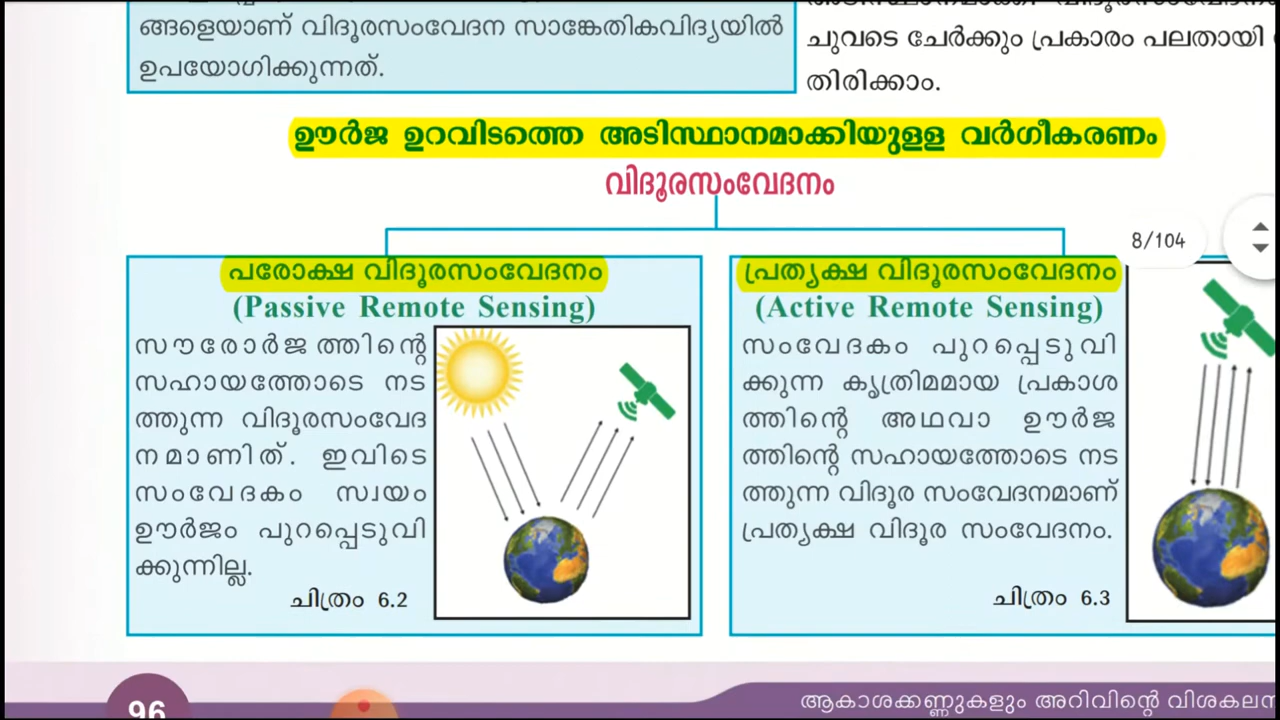 ങ്ങളെയാണ് വിദൂരസംവേദന സാങ്കേതികവിദ്യയിൽ
ഉപയോഗിക്കുന്നത്.
ചുവടെ ചേർക്കും പ്രകാരം പലതായി
തിരിക്കാം.
ഊർജ ഉറവിടത്തെ അടിസ്ഥാനമാക്കിയുളള വർഗീകരണം
വിദൂരസംവേദനം
8/104
പരോക്ഷ വിദൂരസംവേദനം
(Passive Remote Sensing)
സൗരോർജത്തിന്റെ
സഹായത്തോടെ നട
ത്തുന്ന വിദൂരസംവേദ
നമാണിത്. ഇവിടെ
സംവേദകം സ്വയം
ഊർജം പുറപ്പെടുവി
ക്കുന്നില്ല.
ചിത്രം 6.2
പ്രത്യക്ഷ വിദൂരസംവേദനം
(Active Remote Sensing)
സംവേദകം പുറപ്പെടുവി
ക്കുന്ന കൃത്രിമമായ പ്രകാശ
ത്തിന്റെ അഥവാ ഊർജ
ത്തിന്റെ സഹായത്തോടെ നട
ത്തുന്ന വിദൂര സംവേദനമാണ്
പ്രത്യക്ഷ വിദൂര സംവേദനം.
ചിത്രം 6.3
96
ആകാശക്കണ്ണുകളും അറിവിന്റെ